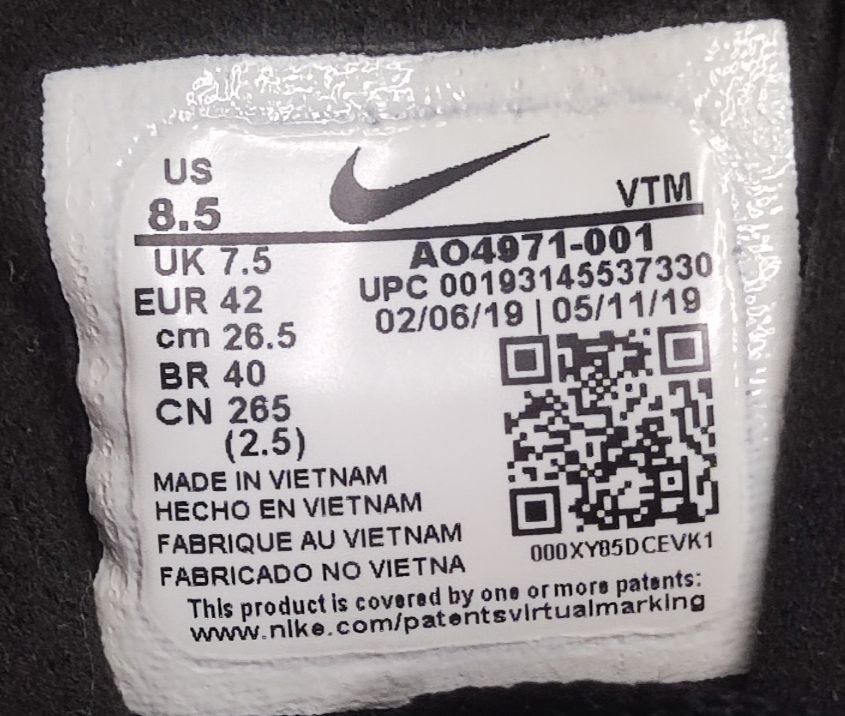 US
8.5
VTM
UK 7.5
EUR 42
cm 26.5
BR 40
CN 265
(2.5)
AO4971-001
UPC 00193145537330
02/06/19 | 05/11/19
000XY85DCEVK1
MADE IN VIETNAM
HECHO EN VIETNAM
FABRIQUE AU VIETNAM
FABRICADO NO VIETNA
This product is covered by one or more patents:
www.nike.com/patentsvirtualmarking